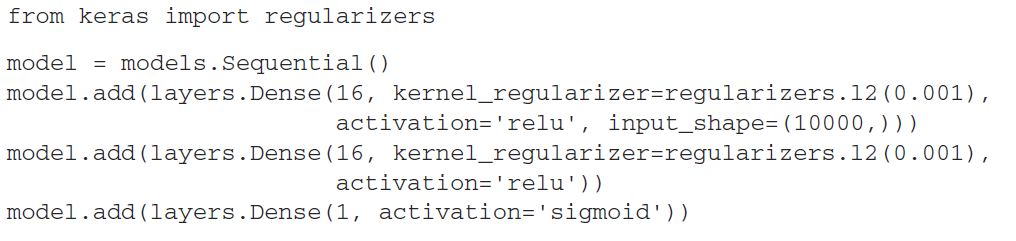 from keras import regularizers
model = models.Sequential()
model.add(layers.Dense(16, kernel_regularizer=regularizers.l2(0.001),
activation='relu', input_shape=(10000,)))
model.add(layers.Dense(16, kernel_regularizer=regularizers.l2(0.001),
activation='relu'))
model.add(layers.Dense(1, activation='sigmoid'))